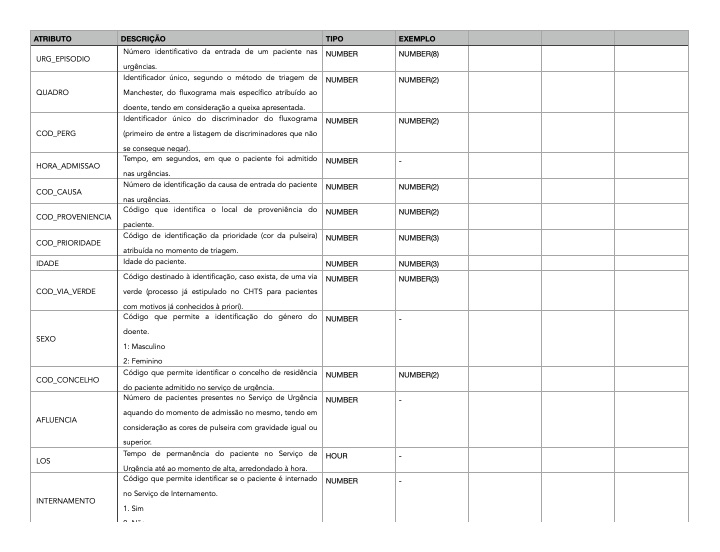 ATRIBUTO DESCRIÇÃO TIPO EXEMPLO
URG_EPISODIO
Número identificativo da entrada de um paciente nas
urgências.
NUMBER NUMBER(8)
QUADRO
Identificador único, segundo o método de triagem de
Manchester, do fluxograma mais específico atribuído ao
doente, tendo em consideração a queixa apresentada.
NUMBER NUMBER(2)
COD_PERG
Identificador único do discriminador do fluxograma
(primeiro de entre a listagem de discriminadores que não
se consegue negar).
NUMBER NUMBER(2)
HORA_ADMISSAO
Tempo, em segundos, em que o paciente foi admitido
nas urgências.
NUMBER -
COD_CAUSA
Número de identificação da causa de entrada do paciente
nas urgências.
NUMBER NUMBER(2)
COD_PROVENIENCIA
Código que identifica o local de proveniência do
paciente.
NUMBER NUMBER(2)
COD_PRIORIDADE
Código de identificação da prioridade (cor da pulseira)
atribuída no momento de triagem.
NUMBER NUMBER(3)
IDADE
Idade do paciente.
NUMBER NUMBER(3)
COD_VIA_VERDE
Código destinado à identificação, caso exista, de uma via
verde (processo já estipulado no CHTS para pacientes
com motivos já conhecidos à priori).
NUMBER NUMBER(3)
SEXO
Código que permite a identificação do género do
doente.
1: Masculino
2: Feminino
NUMBER -
COD_CONCELHO
Código que permite identificar o concelho de residência
do paciente admitido no serviço de urgência.
NUMBER NUMBER(2)
AFLUENCIA
Número de pacientes presentes no Serviço de Urgência
aquando do momento de admissão no mesmo, tendo em
consideração as cores de pulseira com gravidade igual ou
superior.
NUMBER -
LOS
Tempo de permanência do paciente no Serviço de
Urgência até ao momento de alta, arredondado à hora.
HOUR -
INTERNAMENTO
Código que permite identificar se o paciente é internado
no Serviço de Internamento.
1. Sim
NUMBER -